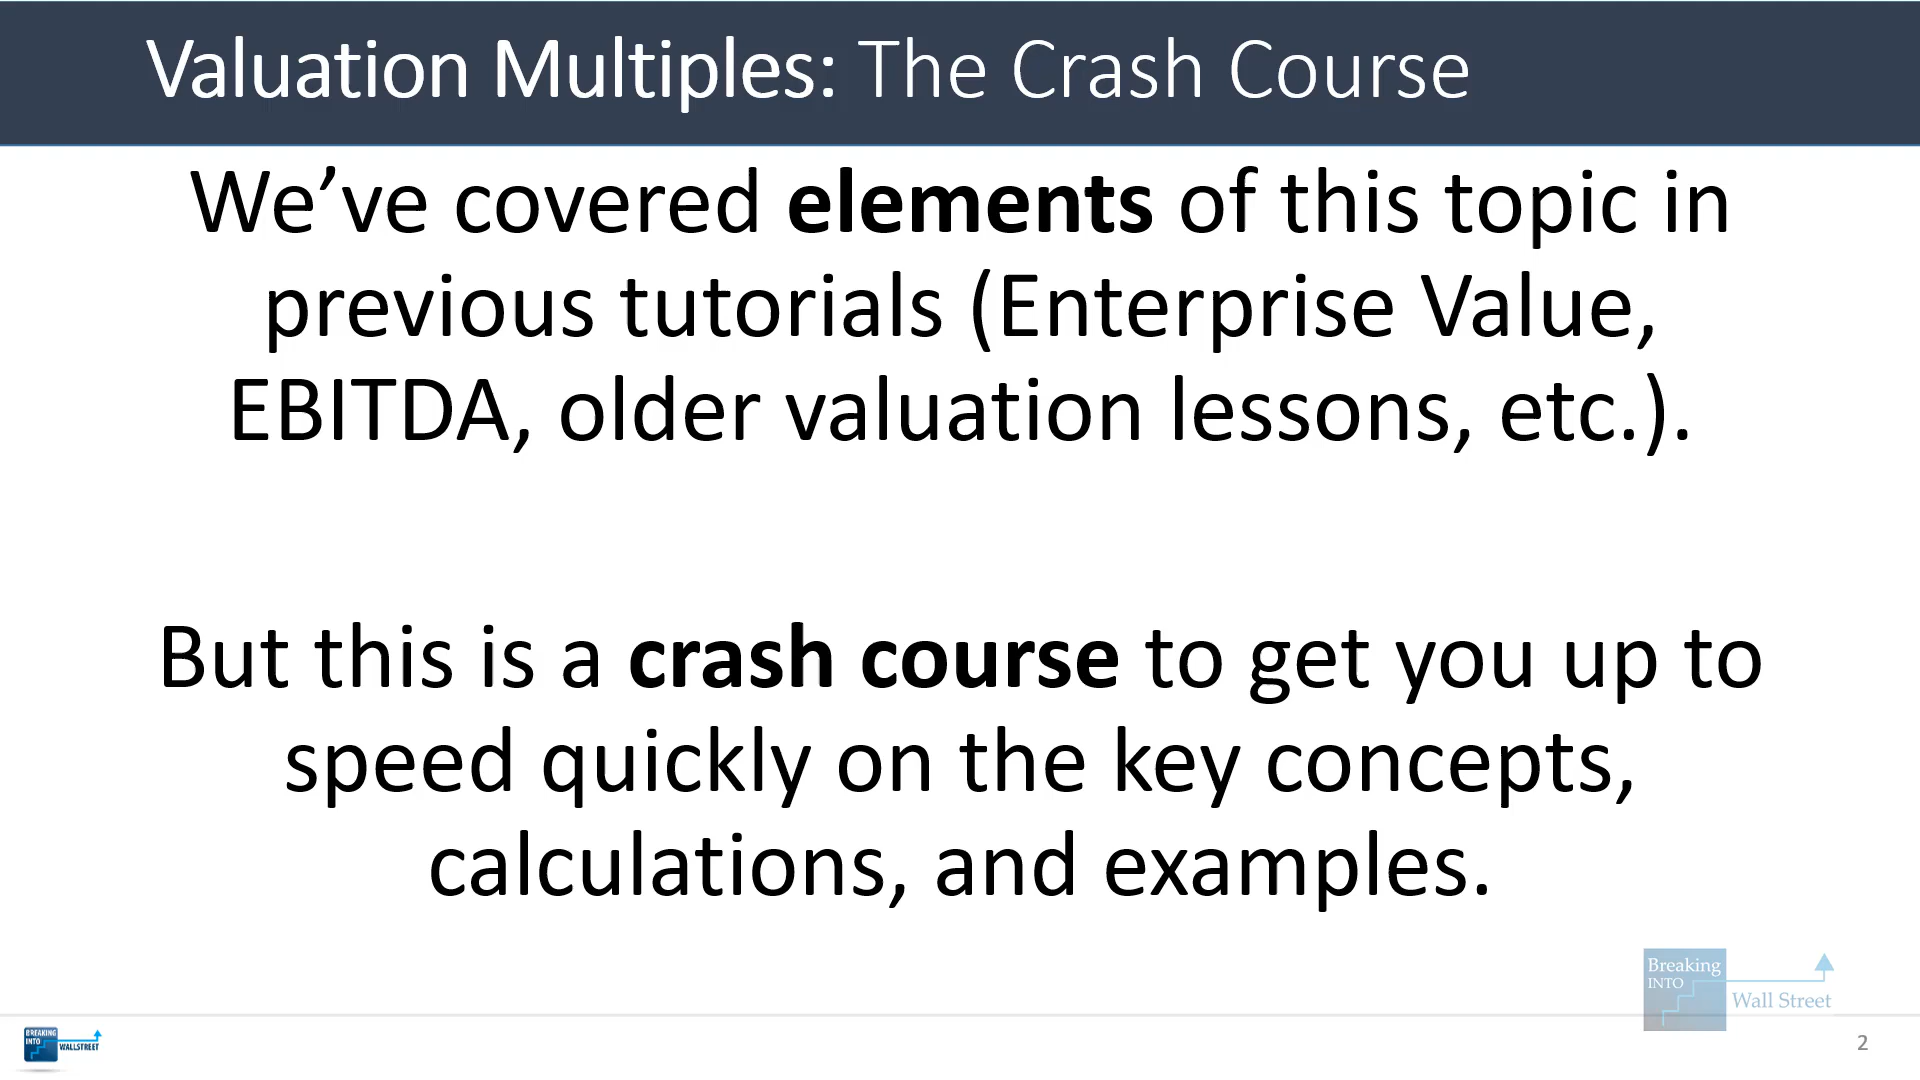 Valuation Multiples: The Crash Course
We’ve covered elements of this topic in
previous tutorials (Enterprise Value,
EBITDA, older valuation lessons, etc.).
But this is a crash course to get you up to
speed quickly on the key concepts,
calculations, and examples.
Breaking
INTO
Wall Street
BREAKING
INTO
WALLSTREET
2